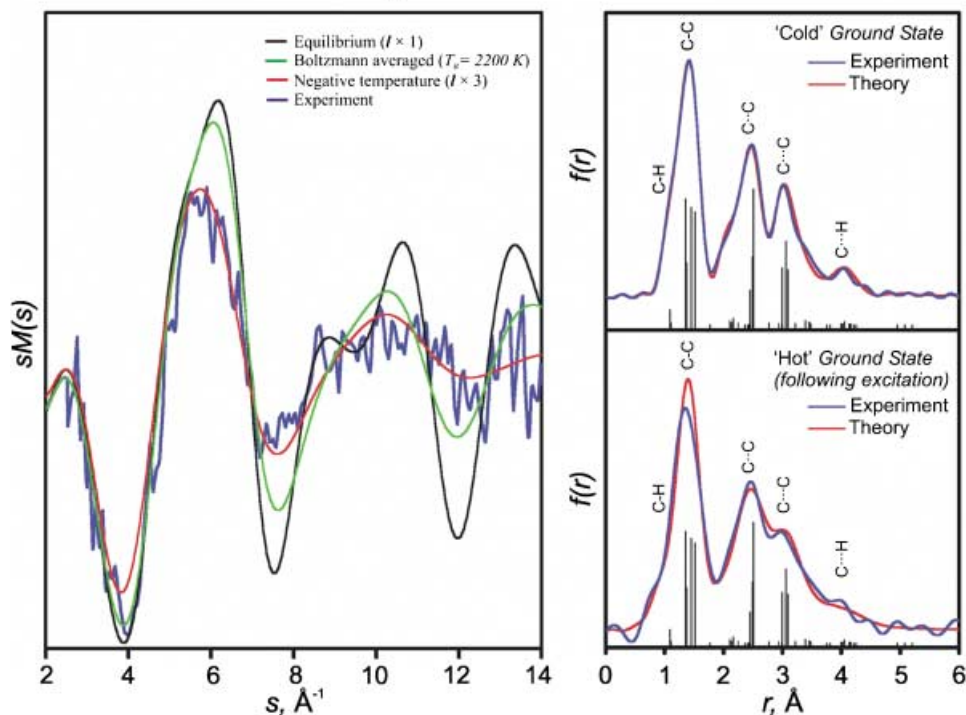 Equilibrium (l × 1)
Boltzmann averaged (Tₑ = 2200 K)
Negative temperature (l × 3)
Experiment
sM(s)
2 4 6 8 10 12 14
s, Å⁻¹
'Cold' Ground State
Experiment
Theory
C-H
C-C
C··C
C···C
C···H
f(r)
'Hot' Ground State
(following excitation)
Experiment
Theory
C-H
C-C
C··C
C···C
C···H
f(r)
0 1 2 3 4 5 6
r, Å